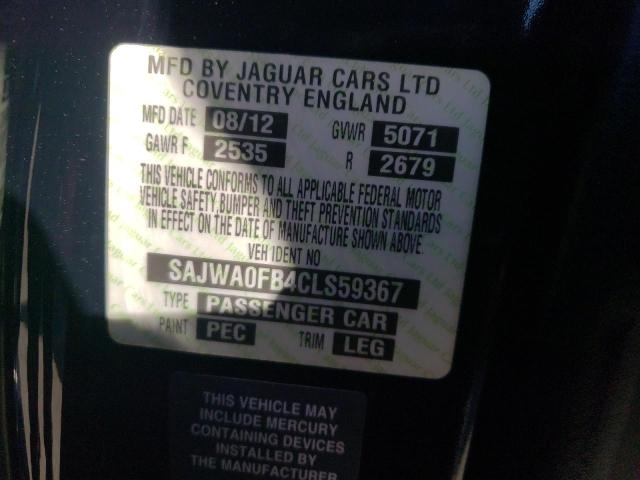 MFD BY JAGUAR CARS LTD
COVENTRY ENGLAND
MFD DATE 08/12 GVWR 5071
GAWR F 2535 R 2679
THIS VEHICLE CONFORMS TO ALL APPLICABLE FEDERAL MOTOR
VEHICLE SAFETY, BUMPER AND THEFT PREVENTION STANDARDS
IN EFFECT ON THE DATE OF MANUFACTURE SHOWN ABOVE.
VEH IDENT NO
SAJWA0FB4CLS59367
TYPE PASSENGER CAR
PAINT PEC TRIM LEG
THIS VEHICLE MAY
INCLUDE MERCURY
CONTAINING DEVICES
INSTALLED BY
THE MANUFACTURER